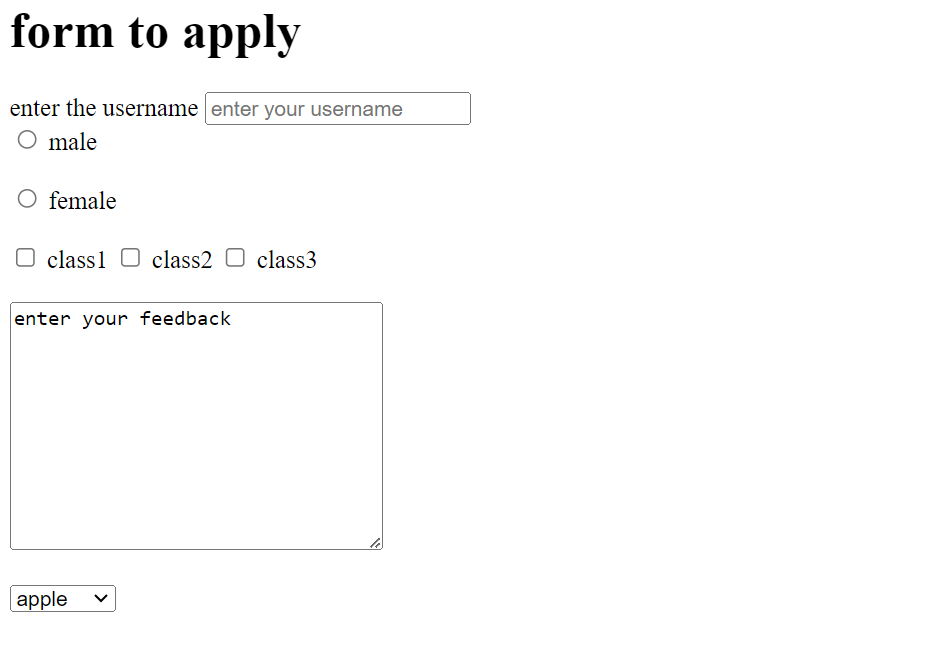 form to apply
enter the username enter your username
male
female
class1 class2 class3
enter your feedback
apple